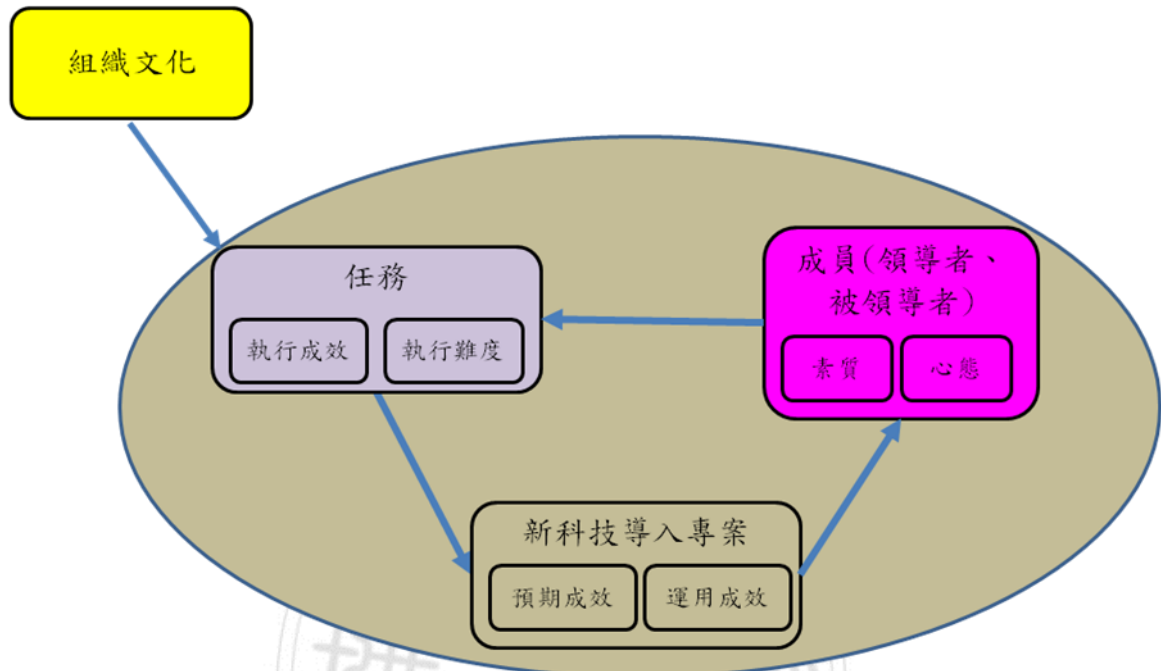 組織文化
任務
執行成效
執行難度
成員(領導者、
被領導者)
素質
心態
新科技導入專案
預期成效
運用成效